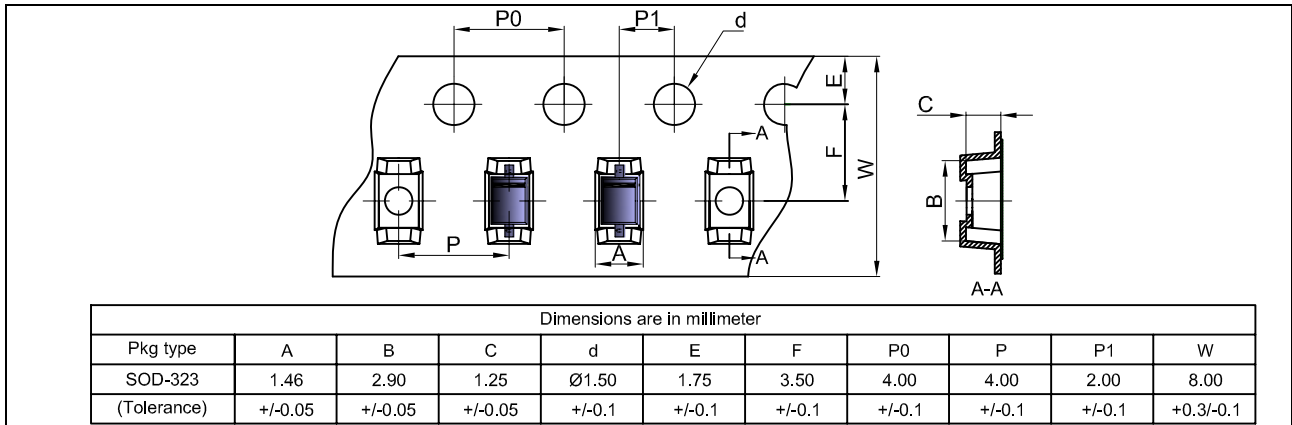 P0
P1
d
E
C
A
F
W
B
P
A
A
A-A
Dimensions are in millimeter
Pkg type A B C d E F P0 P P1 W
SOD-323 1.46 2.90 1.25 Ø1.50 1.75 3.50 4.00 4.00 2.00 8.00
(Tolerance) +/-0.05 +/-0.05 +/-0.05 +/-0.1 +/-0.1 +/-0.1 +/-0.1 +/-0.1 +/-0.1 +0.3/-0.1